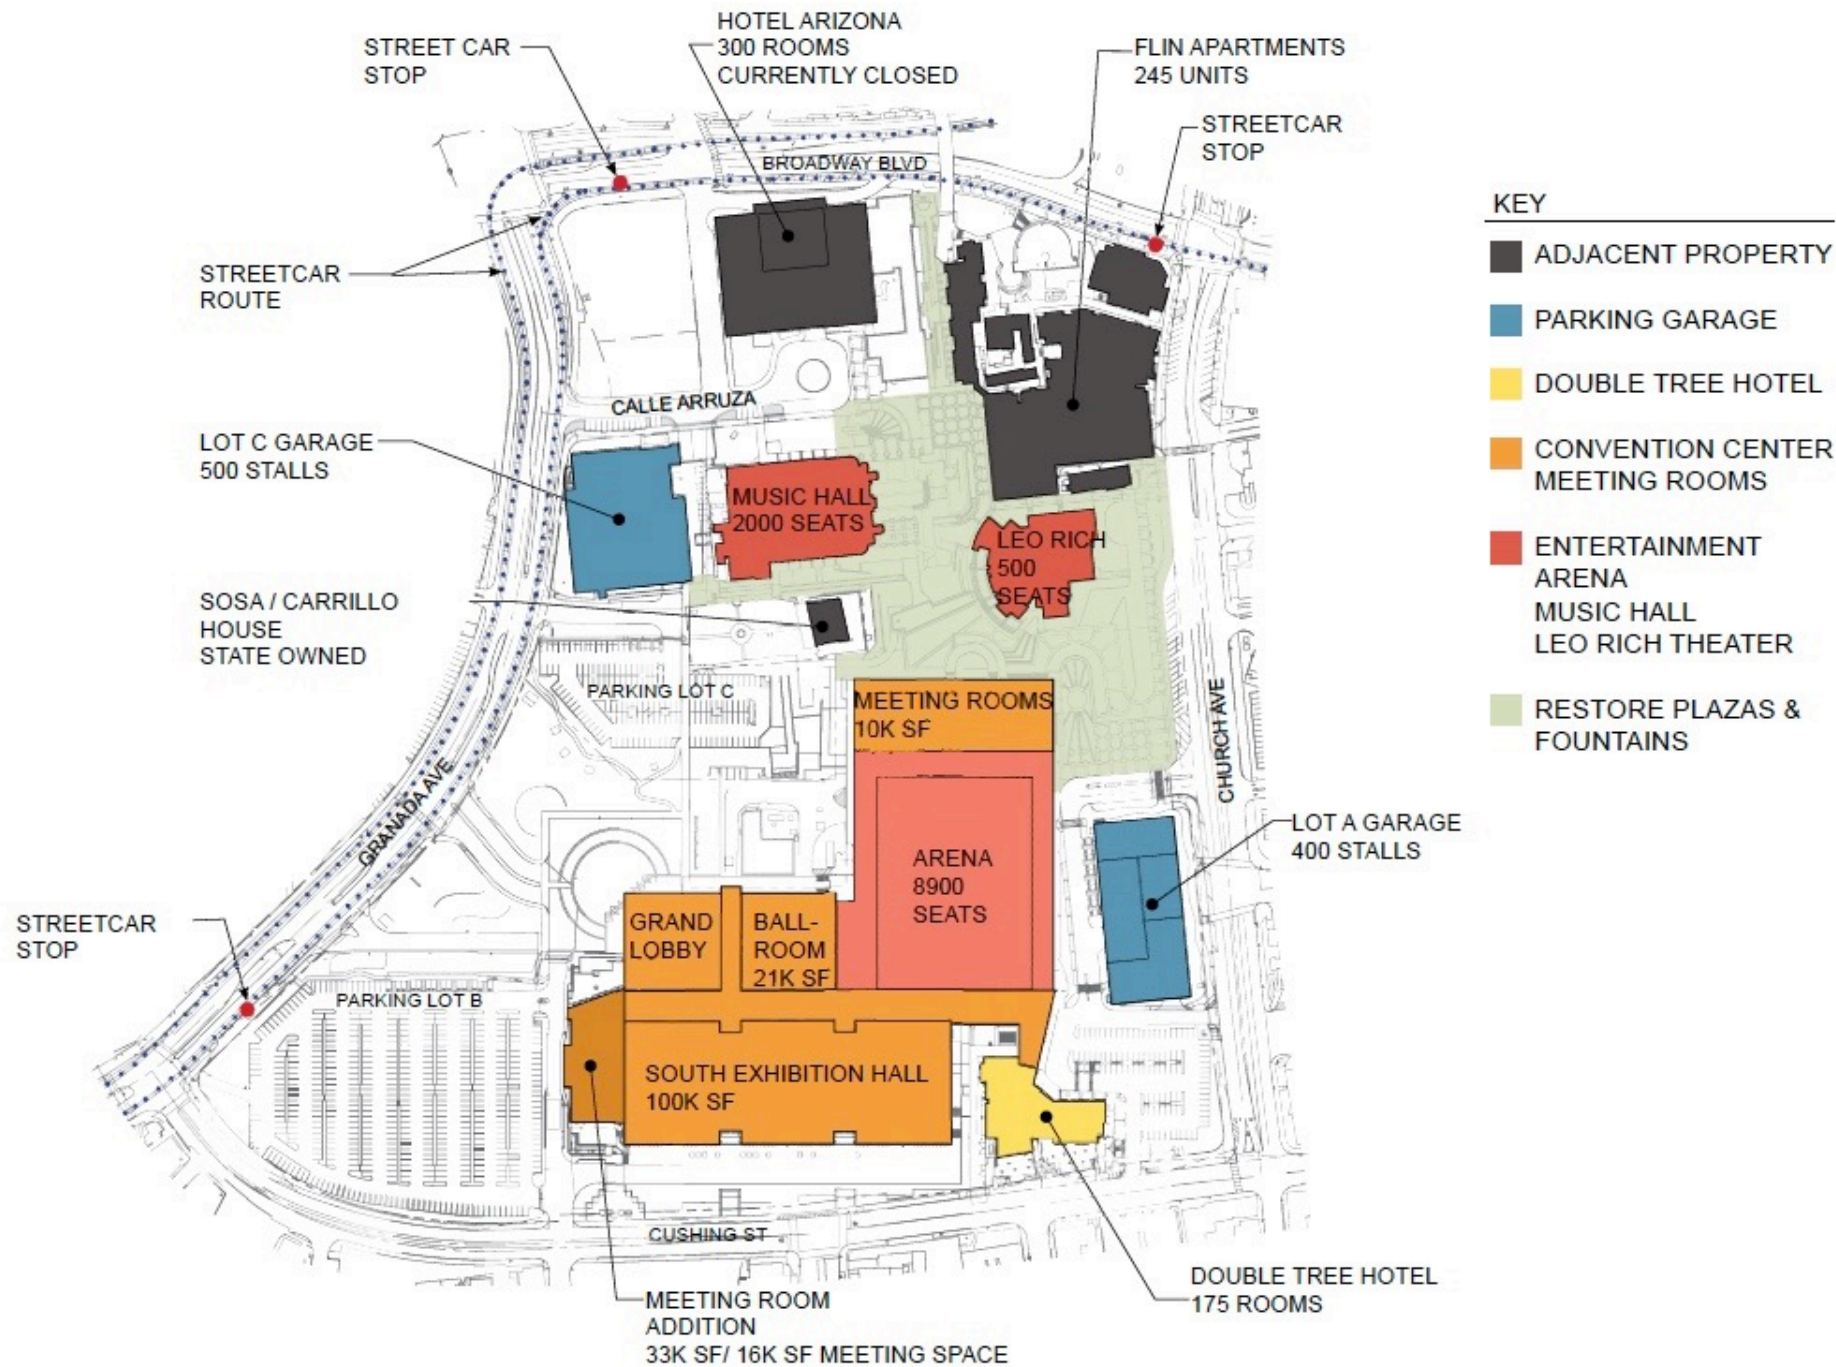 HOTEL ARIZONA
300 ROOMS
CURRENTLY CLOSED
STREET CAR
STOP
FLIN APARTMENTS
245 UNITS
STREETCAR
STOP
BROADWAY BLVD
STREETCAR
ROUTE
CALLE ARRUZA
LOT C GARAGE
500 STALLS
MUSIC HALL
2000 SEATS
LEO RICH
500
SEATS
SOSA / CARRILLO
HOUSE
STATE OWNED
PARKING LOT C
MEETING ROOMS
10K SF
CHURCH AVE
GRANADA AVE
LOT A GARAGE
400 STALLS
ARENA
8900
SEATS
STREETCAR
STOP
GRAND
LOBBY
BALL-
ROOM
21K SF
PARKING LOT B
SOUTH EXHIBITION HALL
100K SF
CUSHING ST
DOUBLE TREE HOTEL
175 ROOMS
MEETING ROOM
ADDITION
33K SF/ 16K SF MEETING SPACE
KEY
ADJACENT PROPERTY
PARKING GARAGE
DOUBLE TREE HOTEL
CONVENTION CENTER
MEETING ROOMS
ENTERTAINMENT
ARENA
MUSIC HALL
LEO RICH THEATER
RESTORE PLAZAS &
FOUNTAINS